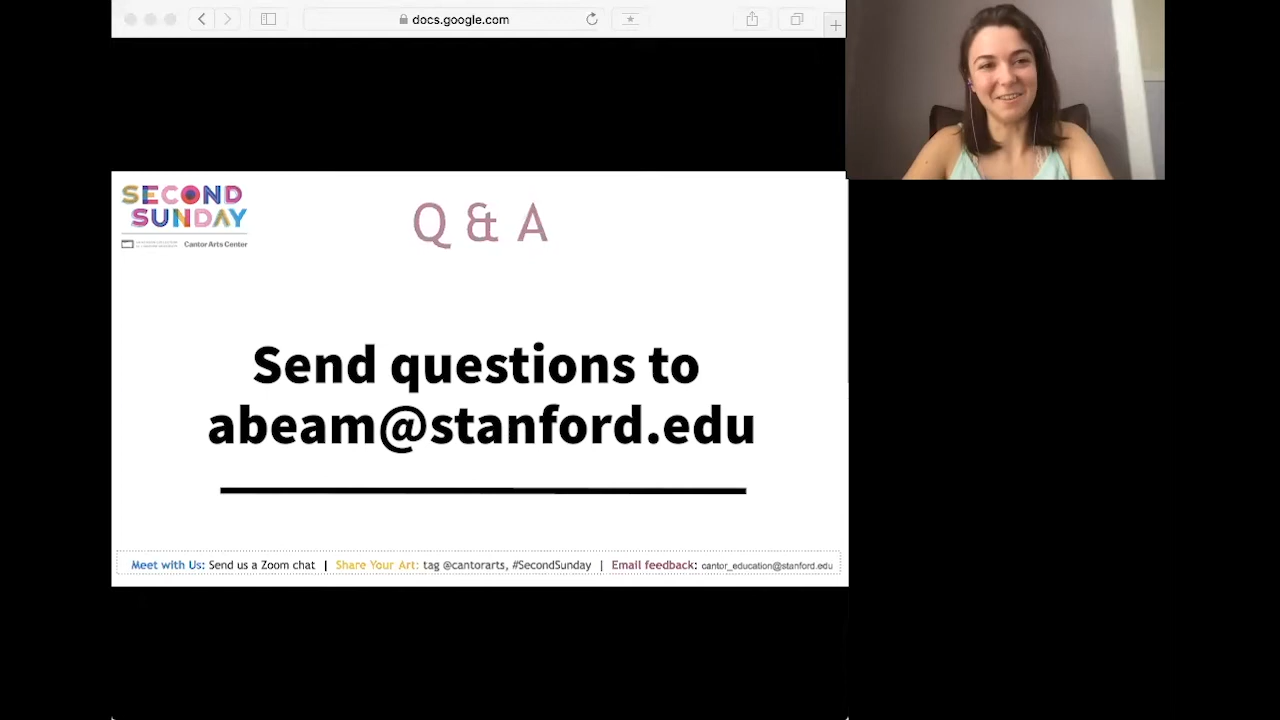 docs.google.com
SECOND
SUNDAY
Cantor Arts Center
Q & A
Send questions to
abeam@stanford.edu
Meet with Us: Send us a Zoom chat | Share Your Art: tag @cantorarts, #SecondSunday | Email feedback: cantor_education@stanford.edu